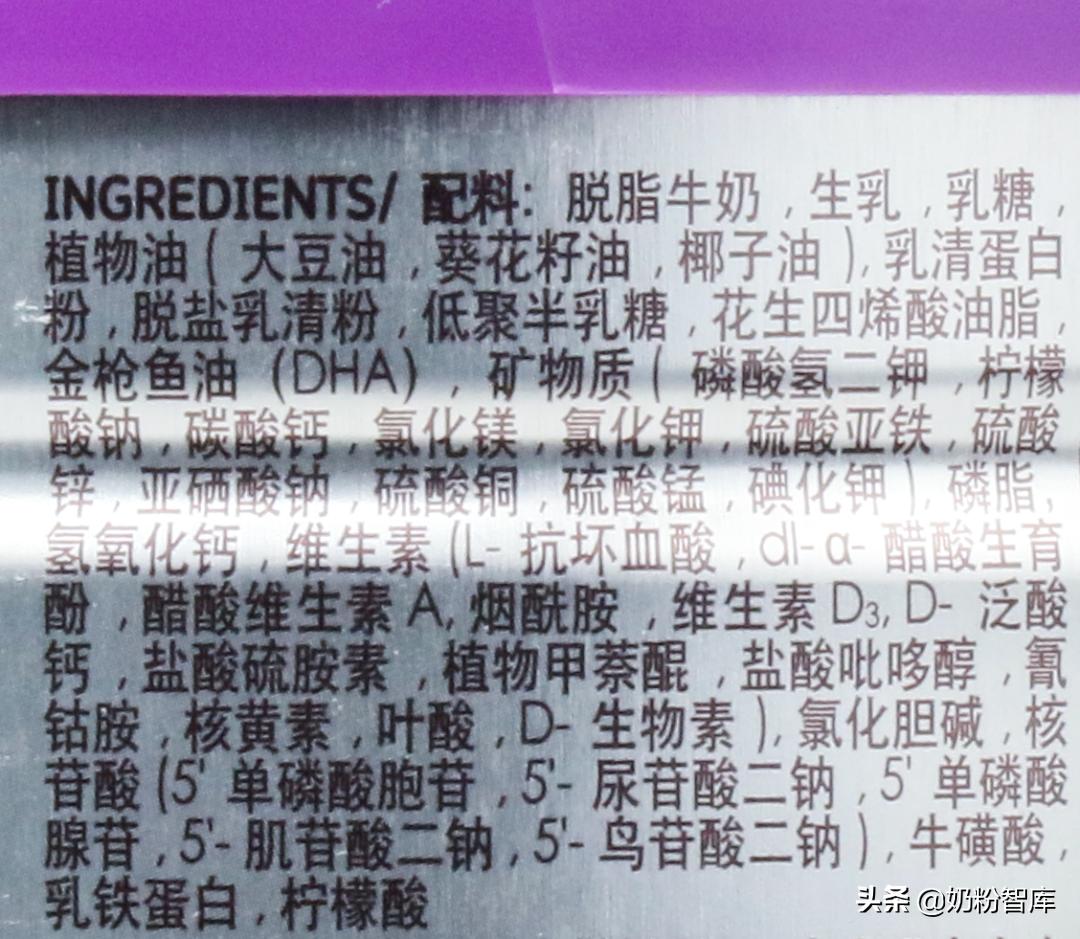 INGREDIENTS/ 配料: 脱脂牛奶 , 生乳 , 乳糖 ,
植物油 ( 大豆油 , 葵花籽油 , 椰子油 ), 乳清蛋白
粉 , 脱盐乳清粉 , 低聚半乳糖 , 花生四烯酸油脂 ,
金枪鱼油 (DHA) , 矿物质 ( 磷酸氢二钾 , 柠檬
酸钠 , 碳酸钙 , 氯化镁 , 氯化钾 , 硫酸亚铁 , 硫酸
锌 , 亚硒酸钠 , 硫酸铜 , 硫酸锰 , 碘化钾 ), 磷脂 ,
氢氧化钙 , 维生素 (L- 抗坏血酸 , dl-α- 醋酸生育
酚 , 醋酸维生素 A, 烟酰胺 , 维生素 D₃, D- 泛酸
钙 , 盐酸硫胺素 , 植物甲萘醌 , 盐酸吡哆醇 , 氰
钴胺 , 核黄素 , 叶酸 , D- 生物素 ), 氯化胆碱 , 核
苷酸 (5' 单磷酸胞苷 , 5'- 尿苷酸二钠 , 5' 单磷酸
腺苷 , 5'- 肌苷酸二钠 , 5'- 鸟苷酸二钠 ), 牛磺酸 ,
乳铁蛋白 , 柠檬酸
头条 @奶粉智库